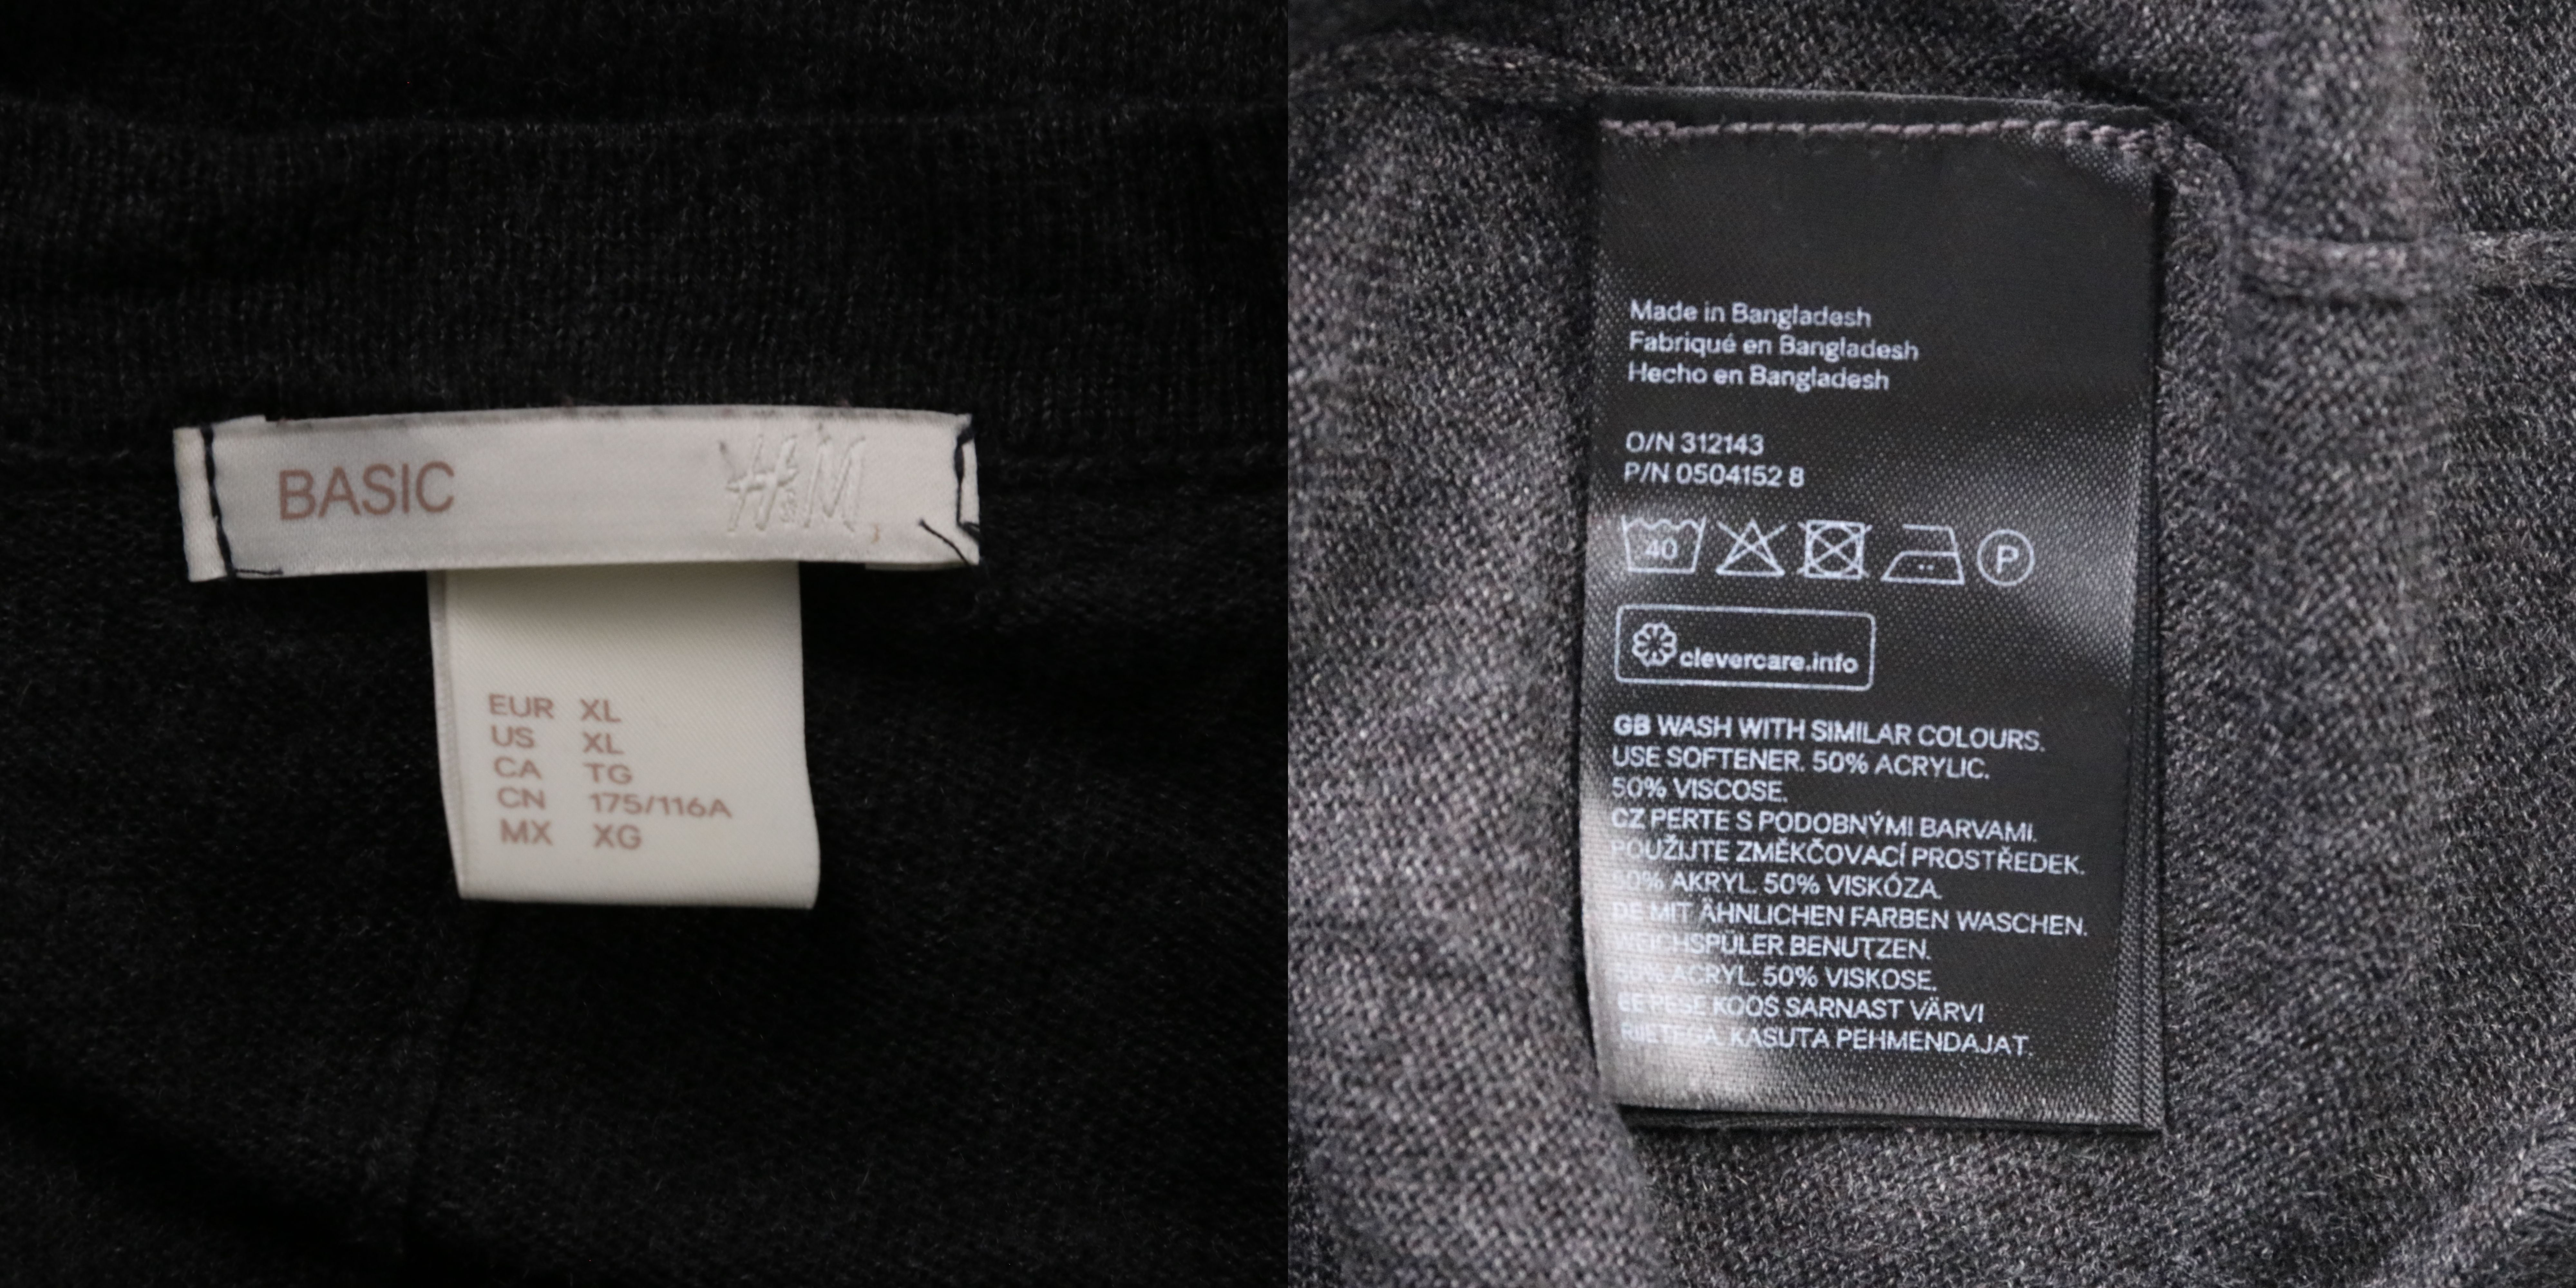 BASIC H&M
EUR XL
US XL
CA TG
CN 175/116A
MX XG
Made in Bangladesh
Fabriqué en Bangladesh
Hecho en Bangladesh
O/N 312143
P/N 0504152 8
40 P
clevercare.info
GB WASH WITH SIMILAR COLOURS.
USE SOFTENER. 50% ACRYLIC.
50% VISCOSE.
CZ PERTE S PODOBNÝMI BARVAMI.
POUŽIJTE ZMĚKČOVACÍ PROSTŘEDEK.
50% AKRYL. 50% VISKÓZA.
DE MIT ÄHNLICHEN FARBEN WASCHEN.
WEICHSPÜLER BENUTZEN.
50% ACRYL. 50% VISKOSE.
EE PESE KOOS SARNAST VÄRVI
RIIETEGA. KASUTA PEHMENDAJAT.